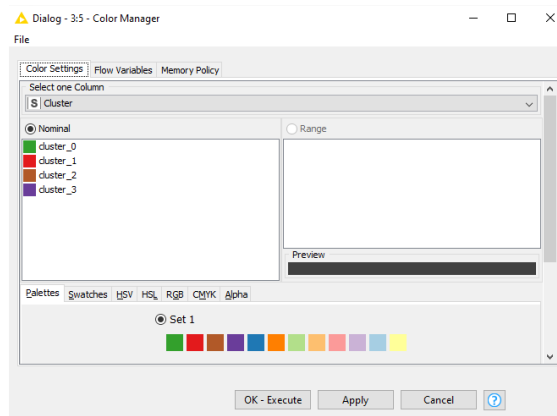 Dialog - 3:5 - Color Manager
File
Color Settings Flow Variables Memory Policy
Select one Column
S Cluster
Nominal
Range
cluster_0
cluster_1
cluster_2
cluster_3
Preview
Palettes Swatches HSV HSL RGB CMYK Alpha
Set 1
OK - Execute Apply Cancel ?